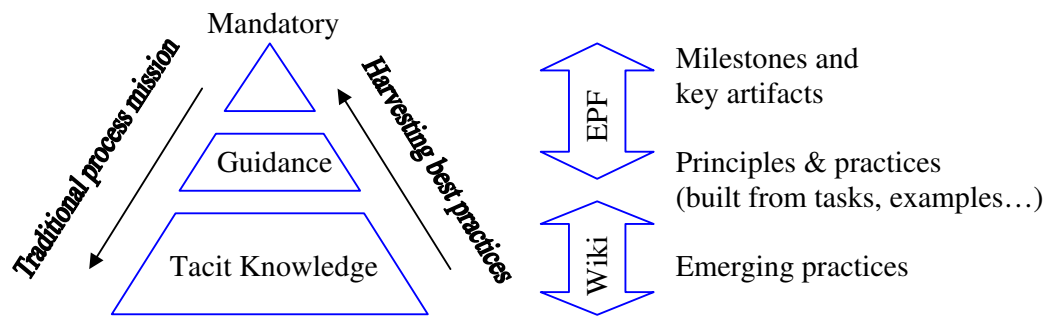 Mandatory
Traditional process mission
Harvesting best practices
Guidance
Tacit Knowledge
EPF
Wiki
Milestones and
key artifacts
Principles & practices
(built from tasks, examples…)
Emerging practices